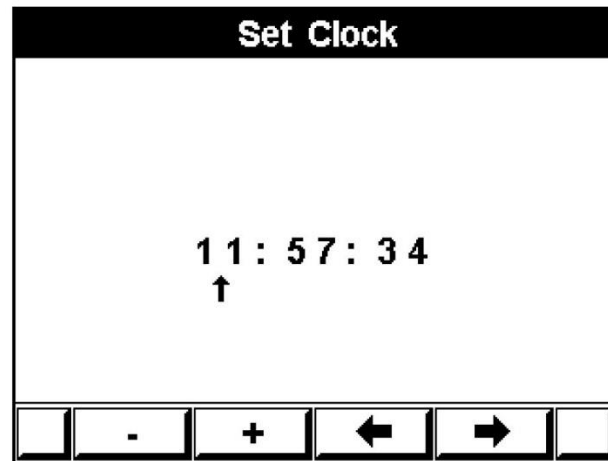 Set Clock
11:57:34
↑
- + ← →